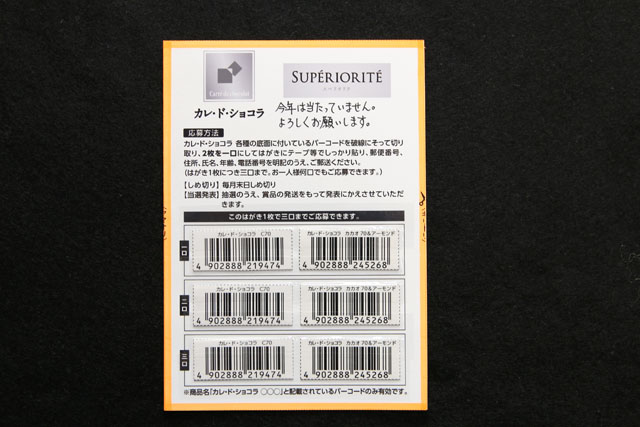 Carré de chocolat
カレ・ド・ショコラ
SUPÉRIORITÉ
スペリオリテ
今年は当たっていません。
よろしくお願いします。
応募方法
カレ・ド・ショコラ 各種の底面に付いているバーコードを破線にそって切り
取り、2枚を一口にしてはがきにテープ等でしっかり貼り、郵便番号、
住所、氏名、年齢、電話番号を明記のうえ、ご郵送ください。
(はがき1枚につき三口まで。お一人様何口でもご応募できます。)
【しめ切り】毎月末日しめ切り
【当選発表】抽選のうえ、賞品の発送をもって発表にかえさせていただ
きます。
このはがき1枚で三口までご応募できます。
一口
カレ・ド・ショコラ C70
4 902888 219474
カレ・ド・ショコラ カカオ70&アーモンド
4 902888 245268
二口
カレ・ド・ショコラ C70
4 902888 219474
カレ・ド・ショコラ カカオ70&アーモンド
4 902888 245268
三口
カレ・ド・ショコラ C70
4 902888 219474
カレ・ド・ショコラ カカオ70&アーモンド
4 902888 245268
※商品名「カレ・ド・ショコラ ○○○」と記載されているバーコードのみ有効です。